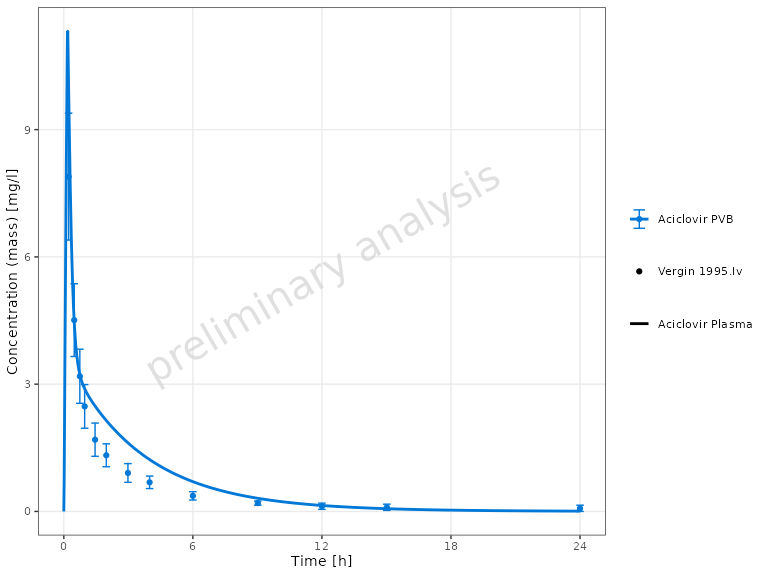 Concentration (mass) [mg/l]
9
6
3
0
preliminary analysis
0 6 12 18 24
Time [h]
Aciclovir PVB
Vergin 1995.Iv
Aciclovir Plasma